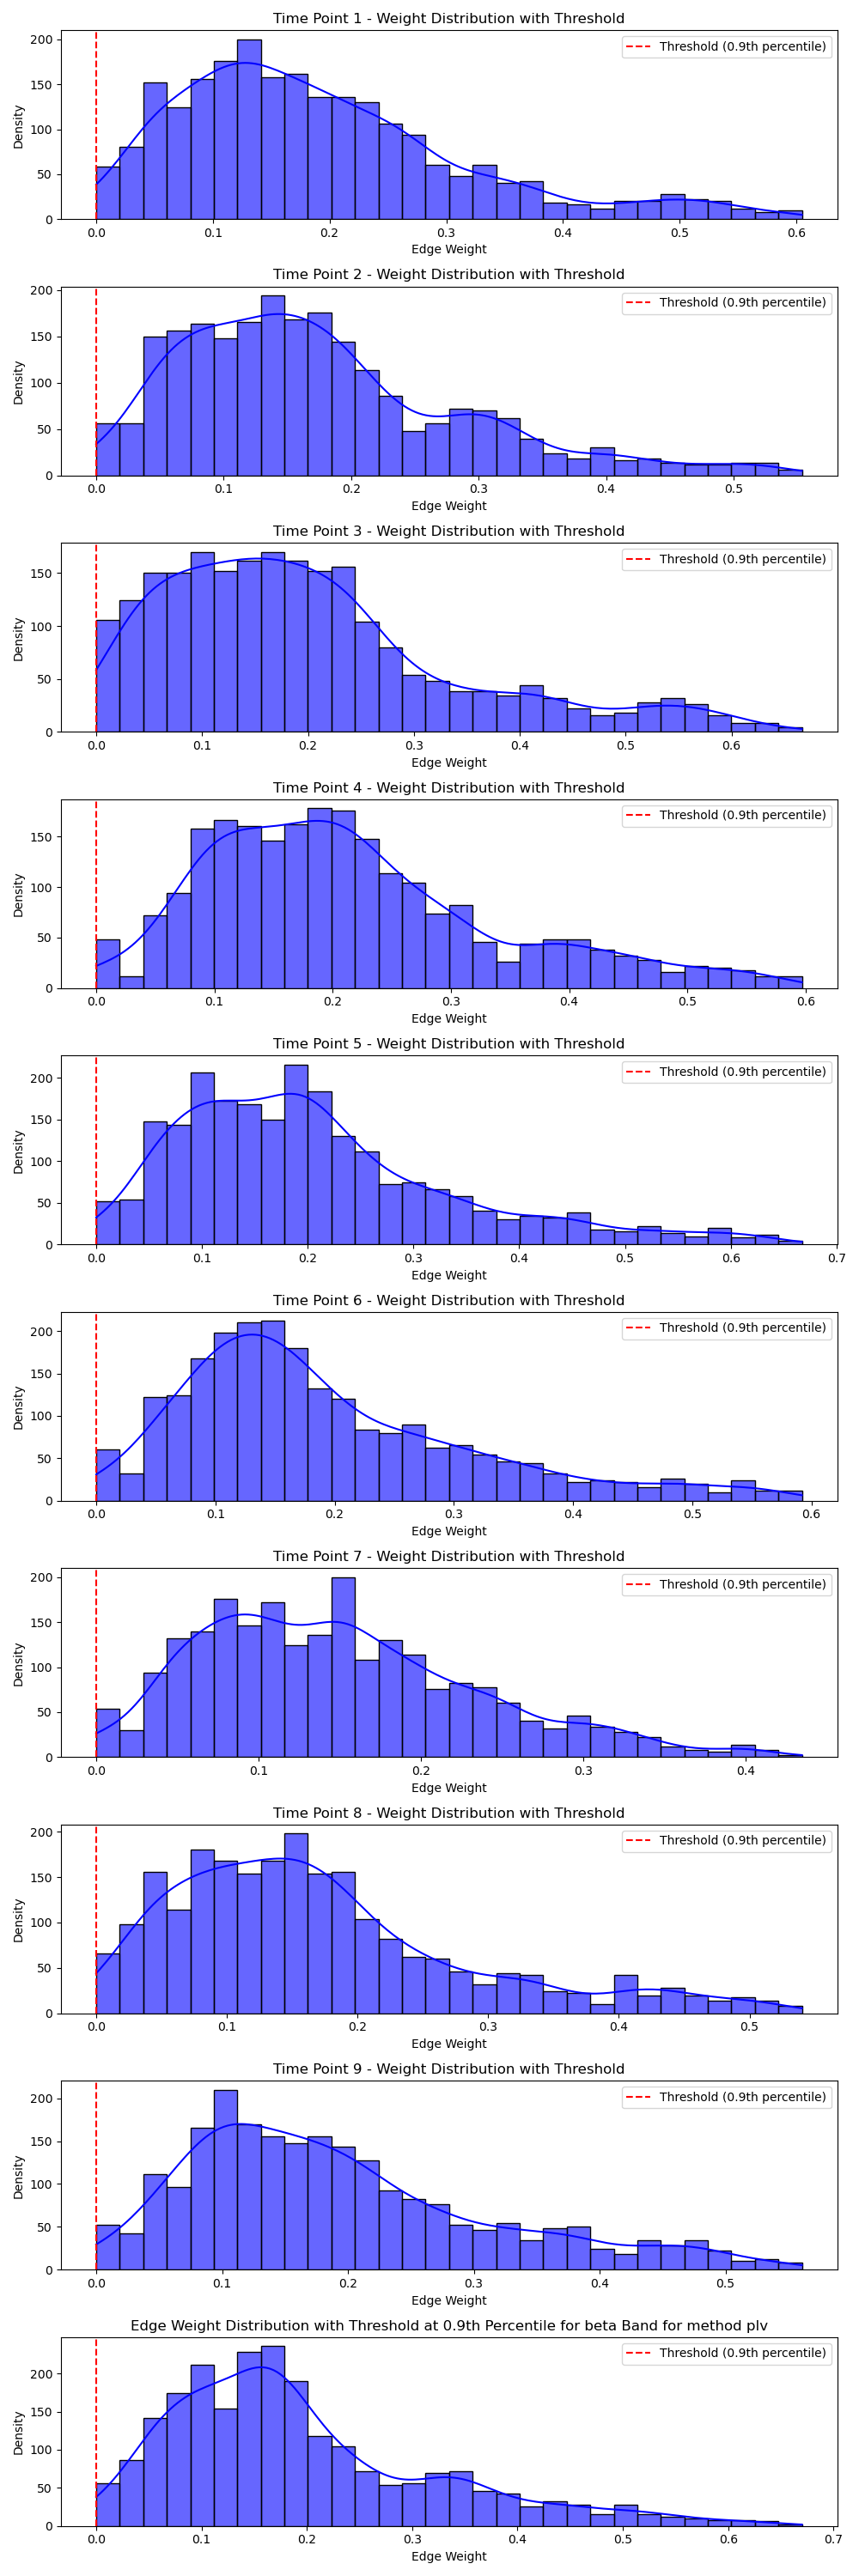 Time Point 1 - Weight Distribution with Threshold
Threshold (0.9th percentile)
Density
200
150
100
50
0
0.0 0.1 0.2 0.3 0.4 0.5 0.6
Edge Weight
Time Point 2 - Weight Distribution with Threshold
Threshold (0.9th percentile)
Density
200
150
100
50
0
0.0 0.1 0.2 0.3 0.4 0.5
Edge Weight
Time Point 3 - Weight Distribution with Threshold
Threshold (0.9th percentile)
Density
150
100
50
0
0.0 0.1 0.2 0.3 0.4 0.5 0.6
Edge Weight
Time Point 4 - Weight Distribution with Threshold
Threshold (0.9th percentile)
Density
150
100
50
0
0.0 0.1 0.2 0.3 0.4 0.5 0.6
Edge Weight
Time Point 5 - Weight Distribution with Threshold
Threshold (0.9th percentile)
Density
200
150
100
50
0
0.0 0.1 0.2 0.3 0.4 0.5 0.6 0.7
Edge Weight
Time Point 6 - Weight Distribution with Threshold
Threshold (0.9th percentile)
Density
200
150
100
50
0
0.0 0.1 0.2 0.3 0.4 0.5 0.6
Edge Weight
Time Point 7 - Weight Distribution with Threshold
Threshold (0.9th percentile)
Density
200
150
100
50
0
0.0 0.1 0.2 0.3 0.4
Edge Weight
Time Point 8 - Weight Distribution with Threshold
Threshold (0.9th percentile)
Density
200
150
100
50
0
0.0 0.1 0.2 0.3 0.4 0.5
Edge Weight
Time Point 9 - Weight Distribution with Threshold
Threshold (0.9th percentile)
Density
200
150
100
50
0
0.0 0.1 0.2 0.3 0.4 0.5
Edge Weight
Edge Weight Distribution with Threshold at 0.9th Percentile for beta Band for method plv
Threshold (0.9th percentile)
Density
200
150
100
50
0
0.0 0.1 0.2 0.3 0.4 0.5 0.6 0.7
Edge Weight